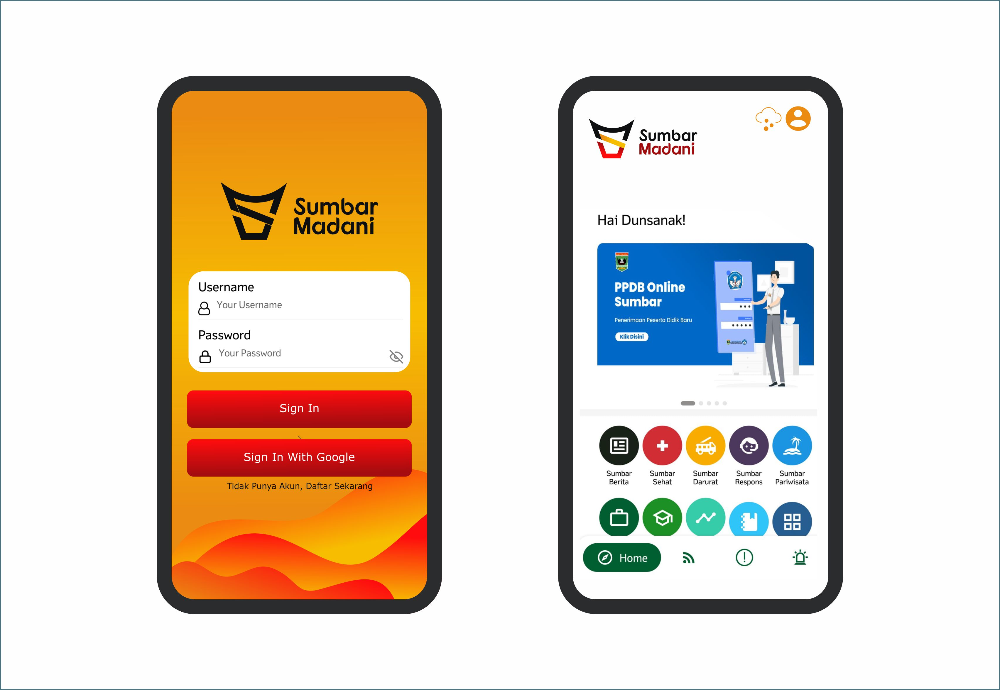 Sumbar
Madani
Username
Your Username
Password
Your Password
Sign In
Sign In With Google
Tidak Punya Akun, Daftar Sekarang
Sumbar
Madani
Hai Dunsanak!
PPDB Online
Sumbar
Penerimaan Peserta Didik Baru
Klik Disini
Sumbar
Berita
Sumbar
Sehat
Sumbar
Darurat
Sumbar
Respons
Sumbar
Pariwisata
Home